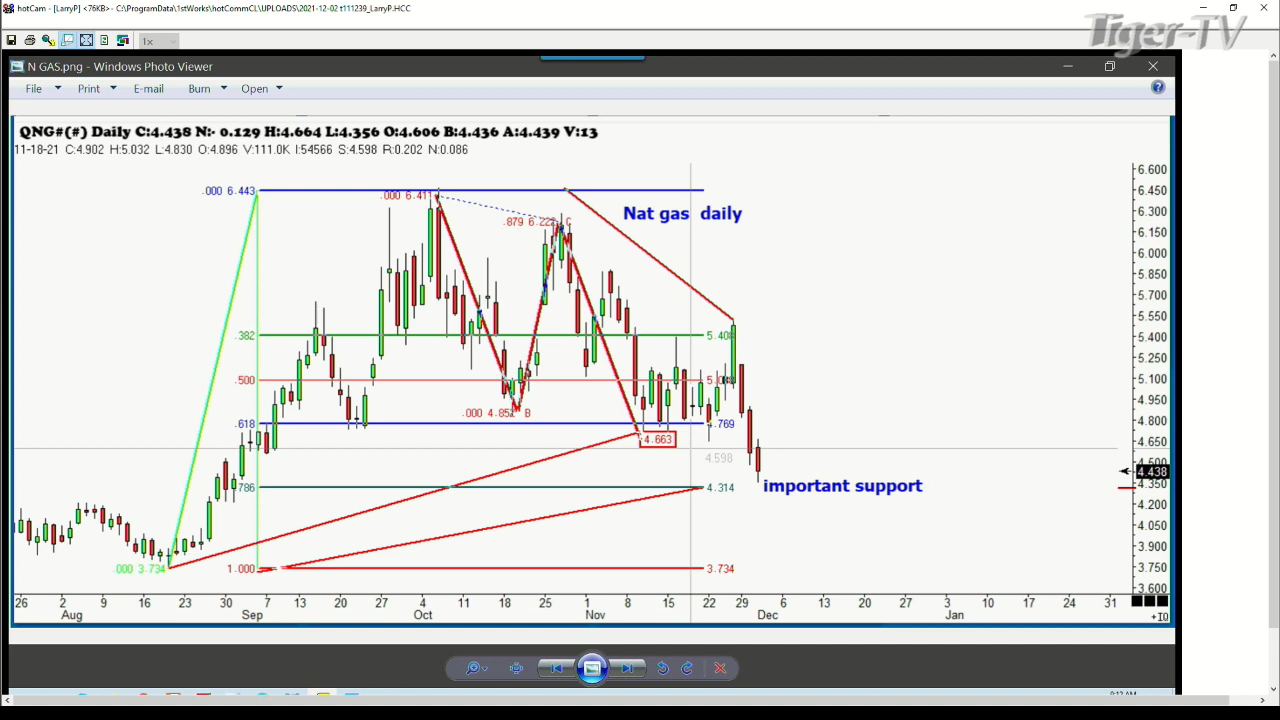 hotCam - [LarryP] <76KB> - C:\ProgramData\1stWorks\hotCommCL\UPLOADS\2021-12-02 t111239_LarryP.HCC
Tiger-TV
1x
N GAS.png - Windows Photo Viewer
File Print E-mail Burn Open
QNG#(#) Daily C:4.438 N:- 0.129 H:4.664 L:4.356 O:4.606 B:4.436 A:4.439 V:13
11-18-21 C:4.902 H:5.032 L:4.830 O:4.896 V:111.0K I:54566 S:4.598 R:0.202 N:0.086
6.600
.000 6.443
.000 6.411
6.450
Nat gas daily
6.300
.879 6.222 C
6.150
6.000
5.850
5.700
5.550
.382
5.400
5.250
.500
5.100
4.950
.000 4.852 B
4.800
.618
4.769
4.663
4.650
4.598
4.500
4.438
4.350
.786
4.314
important support
4.200
4.050
3.900
.000 3.734
1.000
3.734
3.750
3.600
26 2 9 16 23 30 7 13 20 27 4 11 18 25 1 8 15 22 29 6 13 20 27 3 10 17 24 31
Aug Sep Oct Nov Dec Jan